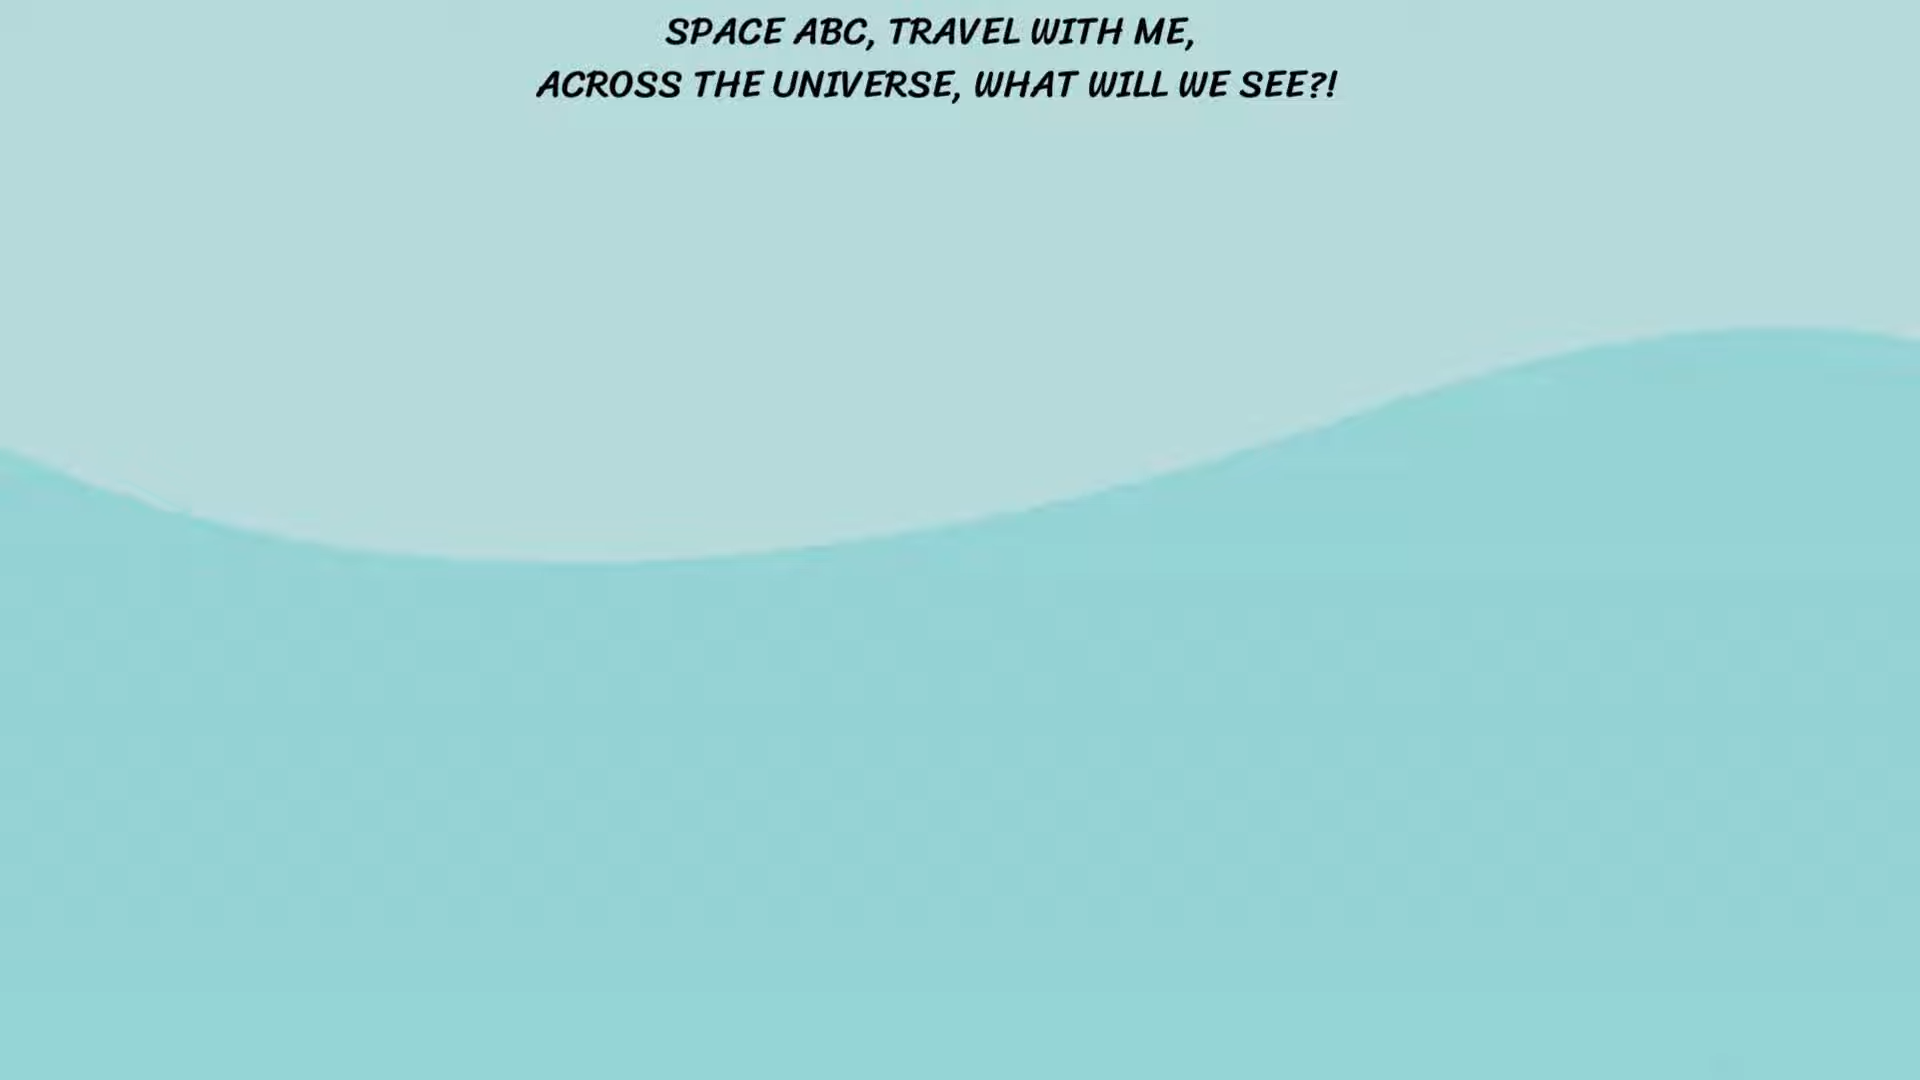 SPACE ABC, TRAVEL WITH ME,
ACROSS THE UNIVERSE, WHAT WILL WE SEE?!